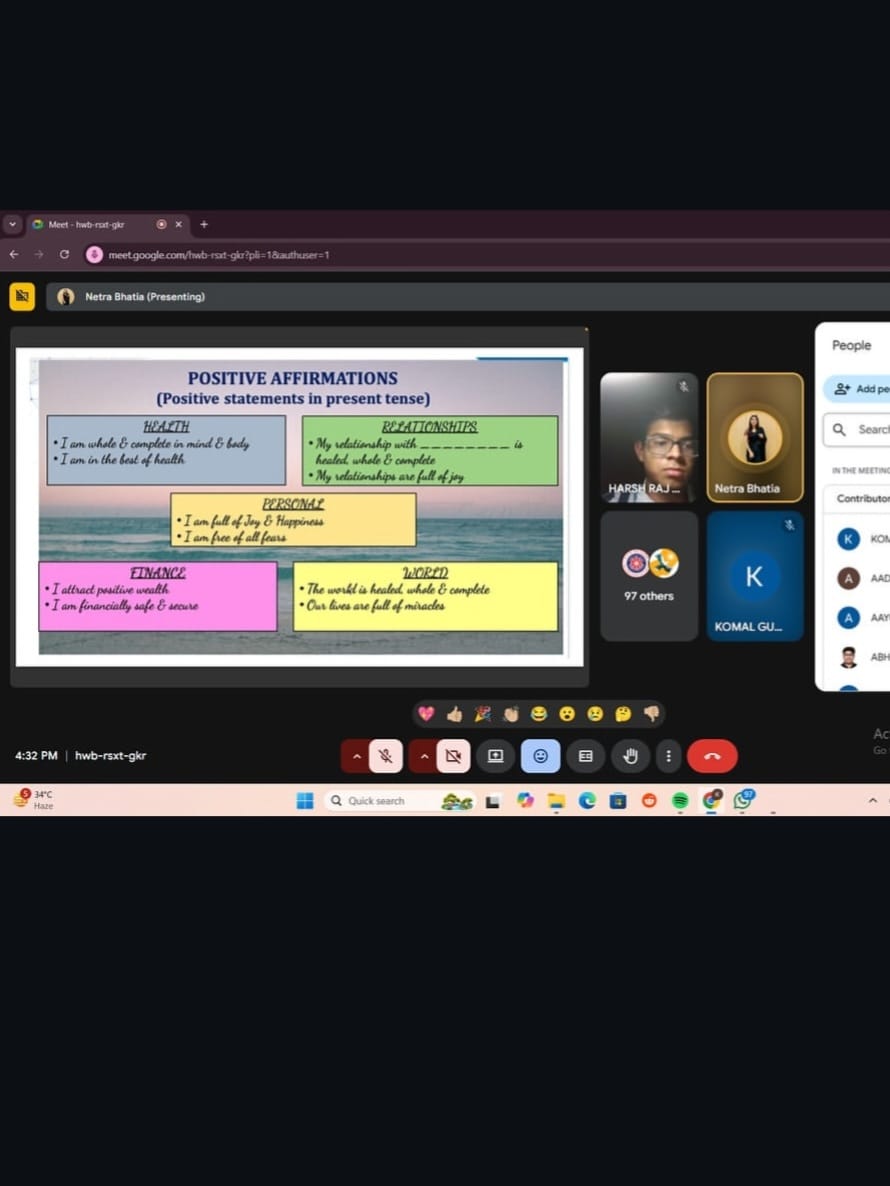 Meet - hwb-rsxt-gkr
meet.google.com/hwb-rsxt-gkr?pli=1&authuser=1
Netra Bhatia (Presenting)
POSITIVE AFFIRMATIONS
(Positive statements in present tense)
HEALTH
• I am whole & complete in mind & body
• I am in the best of health
RELATIONSHIPS
• My relationship with _ _ _ _ _ _ _ _ _ is
healed, whole & complete
• My relationships are full of joy
PERSONAL
• I am full of Joy & Happiness
• I am free of all fears
FINANCE
• I attract positive wealth
• I am financially safe & secure
WORLD
• The world is healed, whole & complete
• Our lives are full of miracles
HARSH RAJ ...
Netra Bhatia
97 others
K
KOMAL GU...
People
Add pe
Search
IN THE MEETING
Contributor
K KOM
A AAD
A AAY
ABH
4:32 PM | hwb-rsxt-gkr
Ac
Go
5
34°C
Haze
Quick search
97